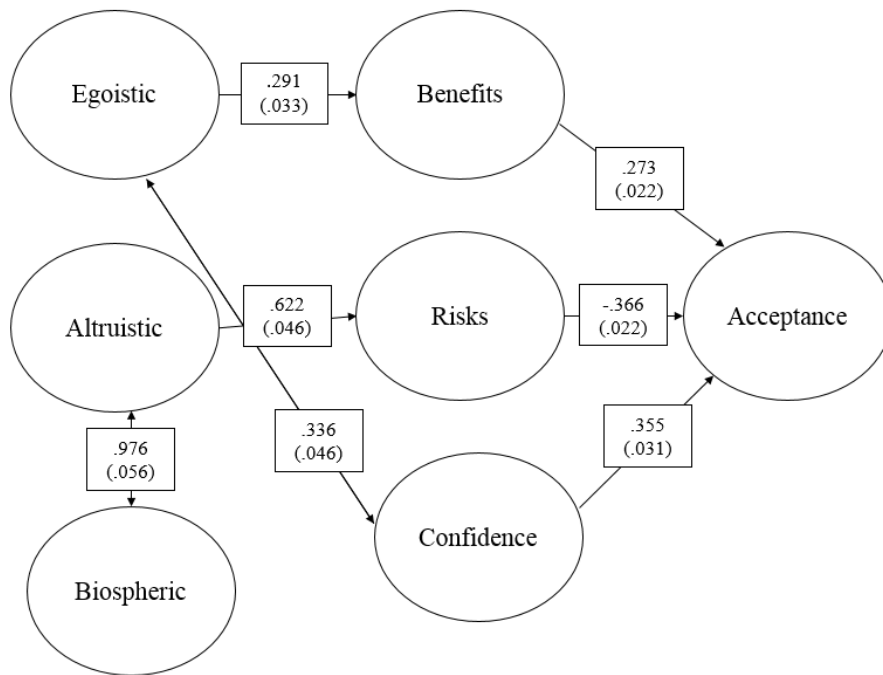 Egoistic
.291
(.033)
Benefits
.273
(.022)
Altruistic
.622
(.046)
Risks
-.366
(.022)
Acceptance
.976
(.056)
.336
(.046)
.355
(.031)
Confidence
Biospheric